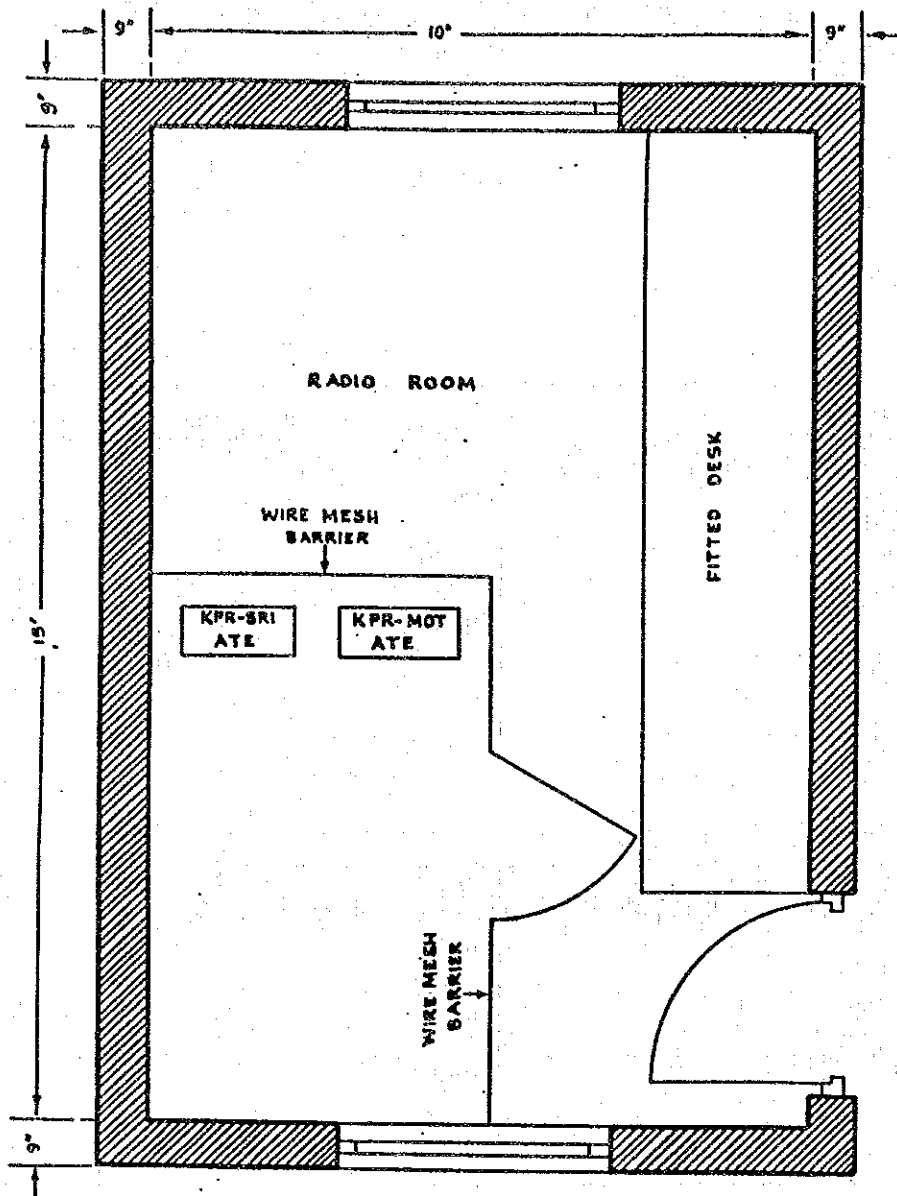 9"
10'
9"
9"
RADIO ROOM
FITTED DESK
WIRE MESH
BARRIER
KPR-SRI
ATE
KPR-MOT
ATE
15'
WIRE MESH
BARRIER
9"